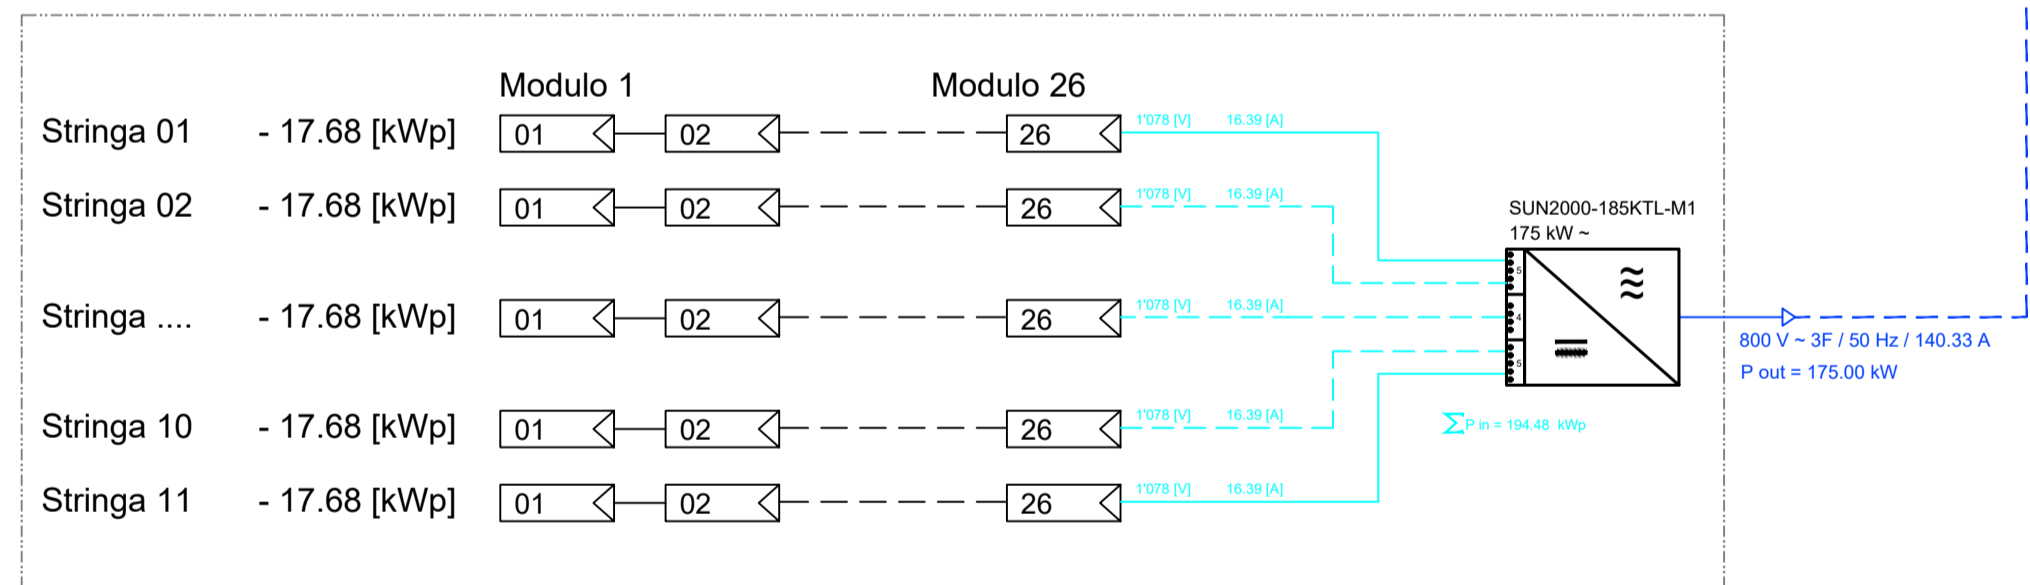 Modulo 1 Modulo 26
Stringa 01 - 17.68 [kWp] 01 02 26 1'078 [V] 16.39 [A]
Stringa 02 - 17.68 [kWp] 01 02 26 1'078 [V] 16.39 [A]
SUN2000-185KTL-M1
175 kW ~
5
Stringa .... - 17.68 [kWp] 01 02 26 1'078 [V] 16.39 [A]
4
5
800 V ~ 3F / 50 Hz / 140.33 A
P out = 175.00 kW
Stringa 10 - 17.68 [kWp] 01 02 26 1'078 [V] 16.39 [A]
∑P in = 194.48 kWp
Stringa 11 - 17.68 [kWp] 01 02 26 1'078 [V] 16.39 [A]